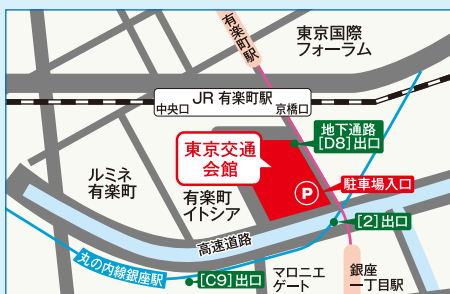 有楽町駅
東京国際
フォーラム
JR 有楽町駅
中央口
京橋口
地下通路
[D8]出口
東京交通
会館
ルミネ
有楽町
有楽町
イトシア
P
駐車場入口
[2]出口
高速道路
丸の内線銀座駅
[C9]出口
マロニエ
ゲート
銀座
一丁目駅